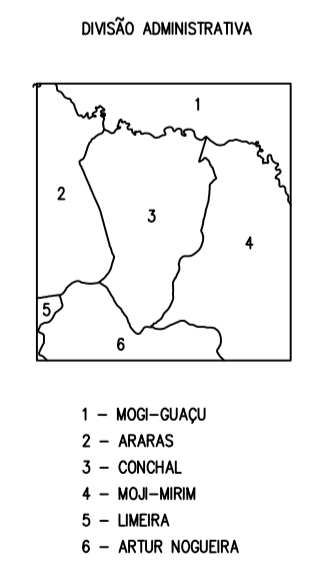 DIVISÃO ADMINISTRATIVA
1
2
3
4
5
6
1 - MOGI-GUAÇU
2 - ARARAS
3 - CONCHAL
4 - MOJI-MIRIM
5 - LIMEIRA
6 - ARTUR NOGUEIRA